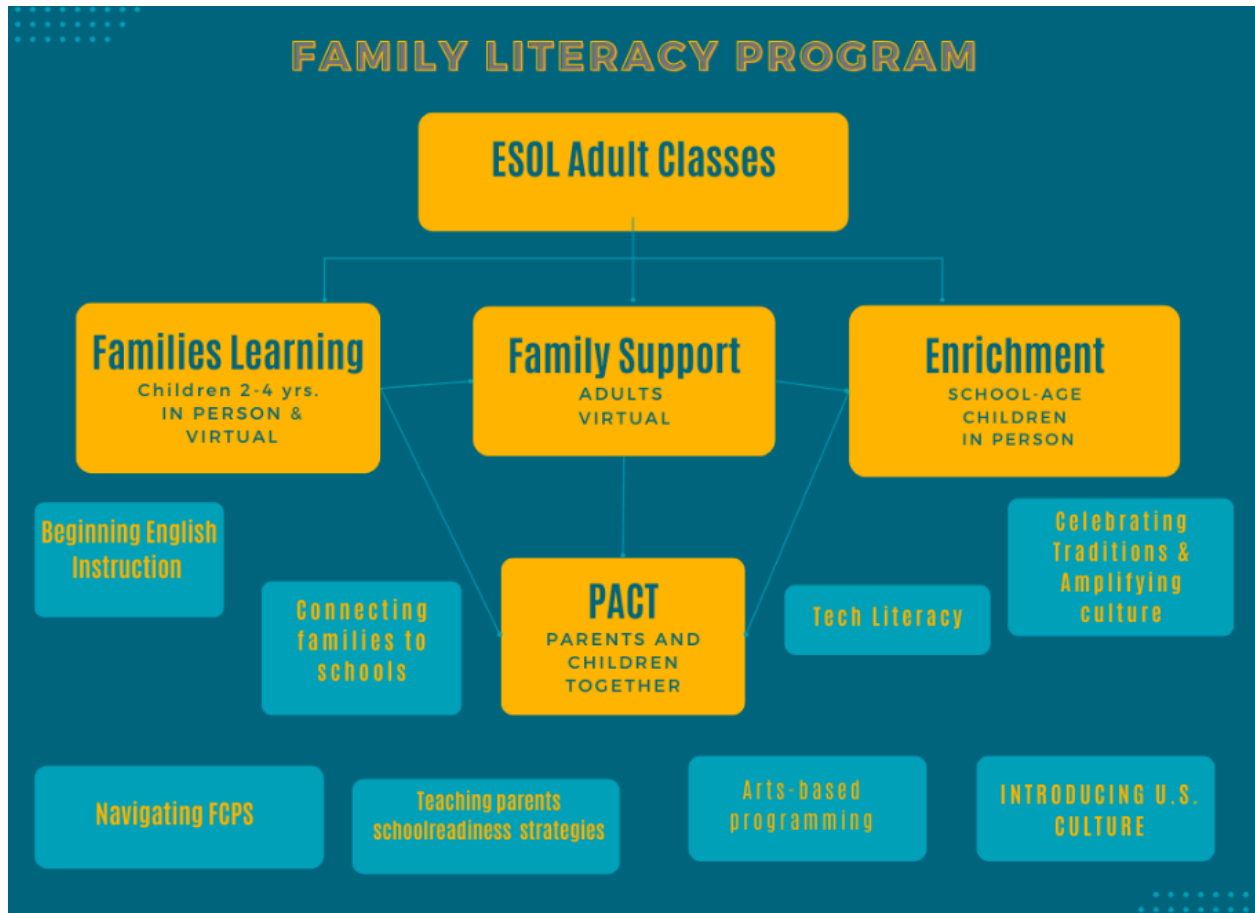 FAMILY LITERACY PROGRAM
ESOL Adult Classes
Families Learning
Children 2-4 yrs.
IN PERSON &
VIRTUAL
Family Support
ADULTS
VIRTUAL
Enrichment
SCHOOL-AGE
CHILDREN
IN PERSON
Beginning English
Instruction
Connecting
families to
schools
PACT
PARENTS AND
CHILDREN
TOGETHER
Tech Literacy
Celebrating
Traditions &
Amplifying
culture
Navigating FCPS
Teaching parents
schoolreadiness strategies
Arts-based
programming
INTRODUCING U.S.
CULTURE